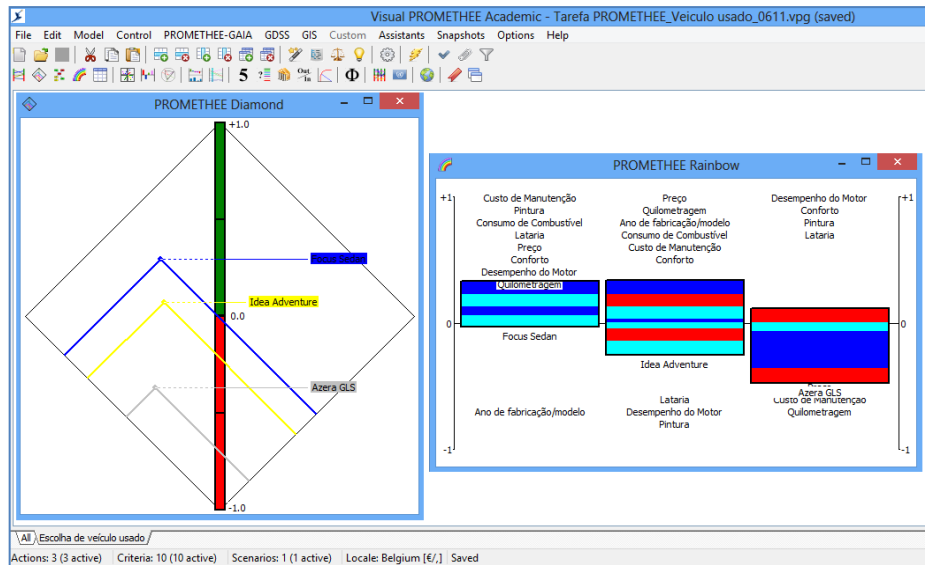 Visual PROMETHEE Academic - Tarefa PROMETHEE_Veiculo usado_0611.vpg (saved)
File Edit Model Control PROMETHEE-GAIA GDSS GIS Custom Assistants Snapshots Options Help
5 ?
Out
In
Φ
PROMETHEE Diamond
+1.0
Focus Sedan
Idea Adventure
0.0
Azera GLS
-1.0
PROMETHEE Rainbow
+1
Custo de Manutenção
Pintura
Consumo de Combustível
Lataria
Preço
Conforto
Desempenho do Motor
Quilometragem
Focus Sedan
Ano de fabricação/modelo
Preço
Quilometragem
Ano de fabricação/modelo
Consumo de Combustível
Custo de Manutenção
Conforto
Idea Adventure
Lataria
Desempenho do Motor
Pintura
Desempenho do Motor
Conforto
Pintura
Lataria
Azera GLS
Custo de Manutenção
Quilometragem
+1
0
0
-1
-1
All Escolha de veículo usado
Actions: 3 (3 active) Criteria: 10 (10 active) Scenarios: 1 (1 active) Locale: Belgium [€/,] Saved